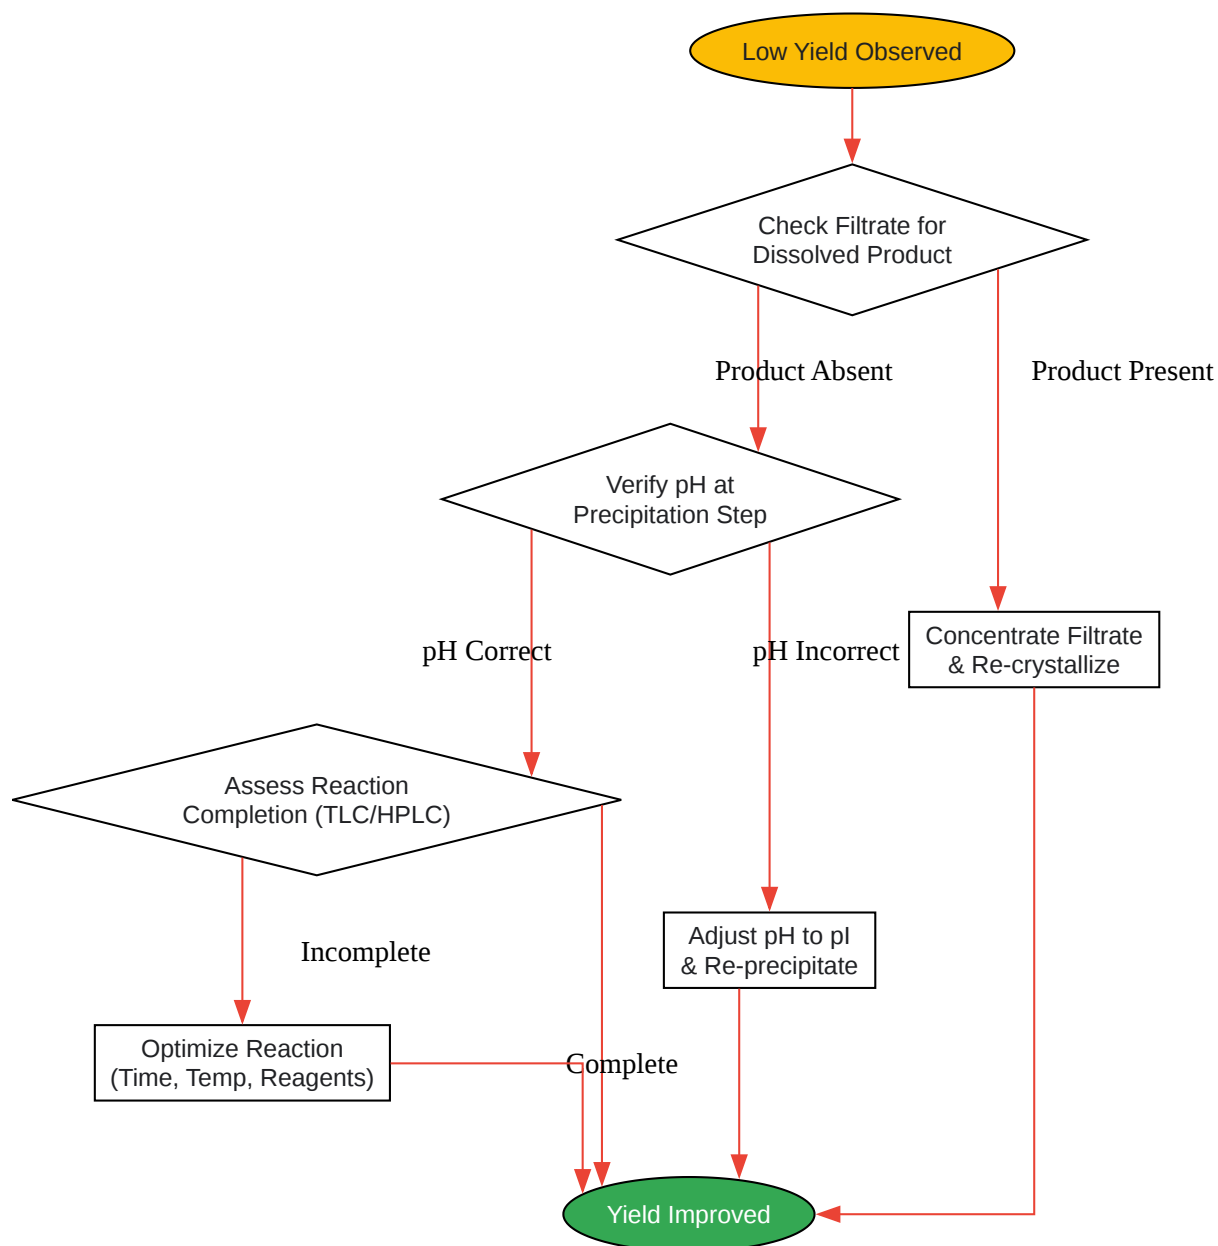 Low Yield Observed
Check Filtrate for
Dissolved Product
Product Absent
Product Present
Verify pH at
Precipitation Step
pH Correct
pH Incorrect
Concentrate Filtrate
& Re-crystallize
Assess Reaction
Completion (TLC/HPLC)
Incomplete
Adjust pH to pI
& Re-precipitate
Optimize Reaction
(Time, Temp, Reagents)
Complete
Yield Improved